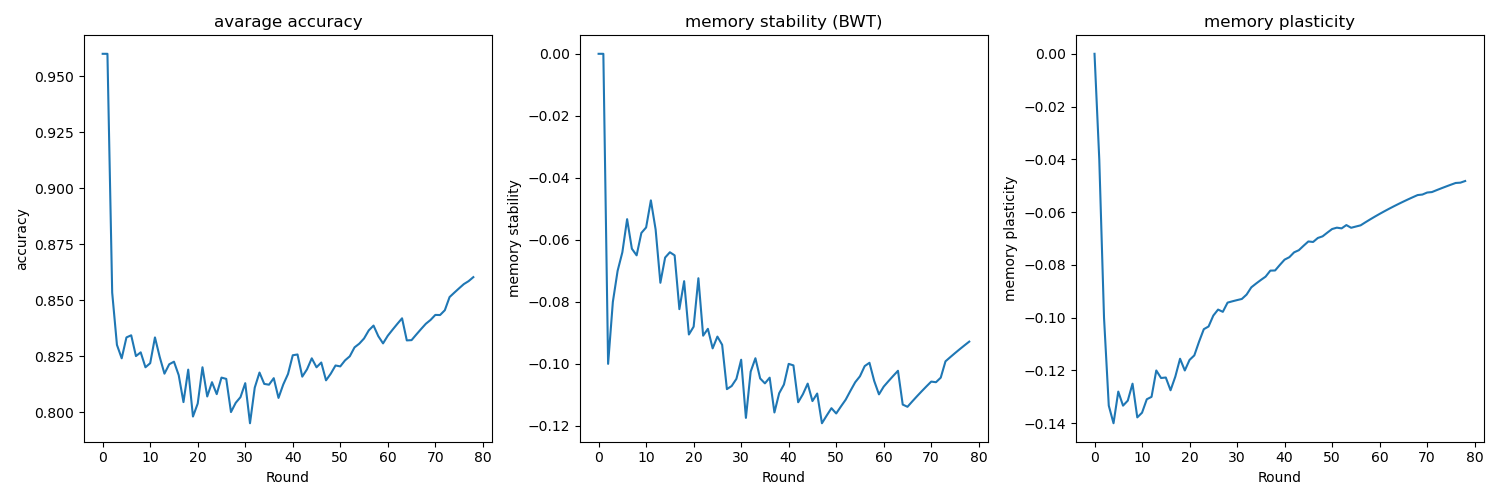 avarage accuracy
accuracy
0.950
0.925
0.900
0.875
0.850
0.825
0.800
0 10 20 30 40 50 60 70 80
Round
memory stability (BWT)
memory stability
0.00
−0.02
−0.04
−0.06
−0.08
−0.10
−0.12
0 10 20 30 40 50 60 70 80
Round
memory plasticity
memory plasticity
0.00
−0.02
−0.04
−0.06
−0.08
−0.10
−0.12
−0.14
0 10 20 30 40 50 60 70 80
Round